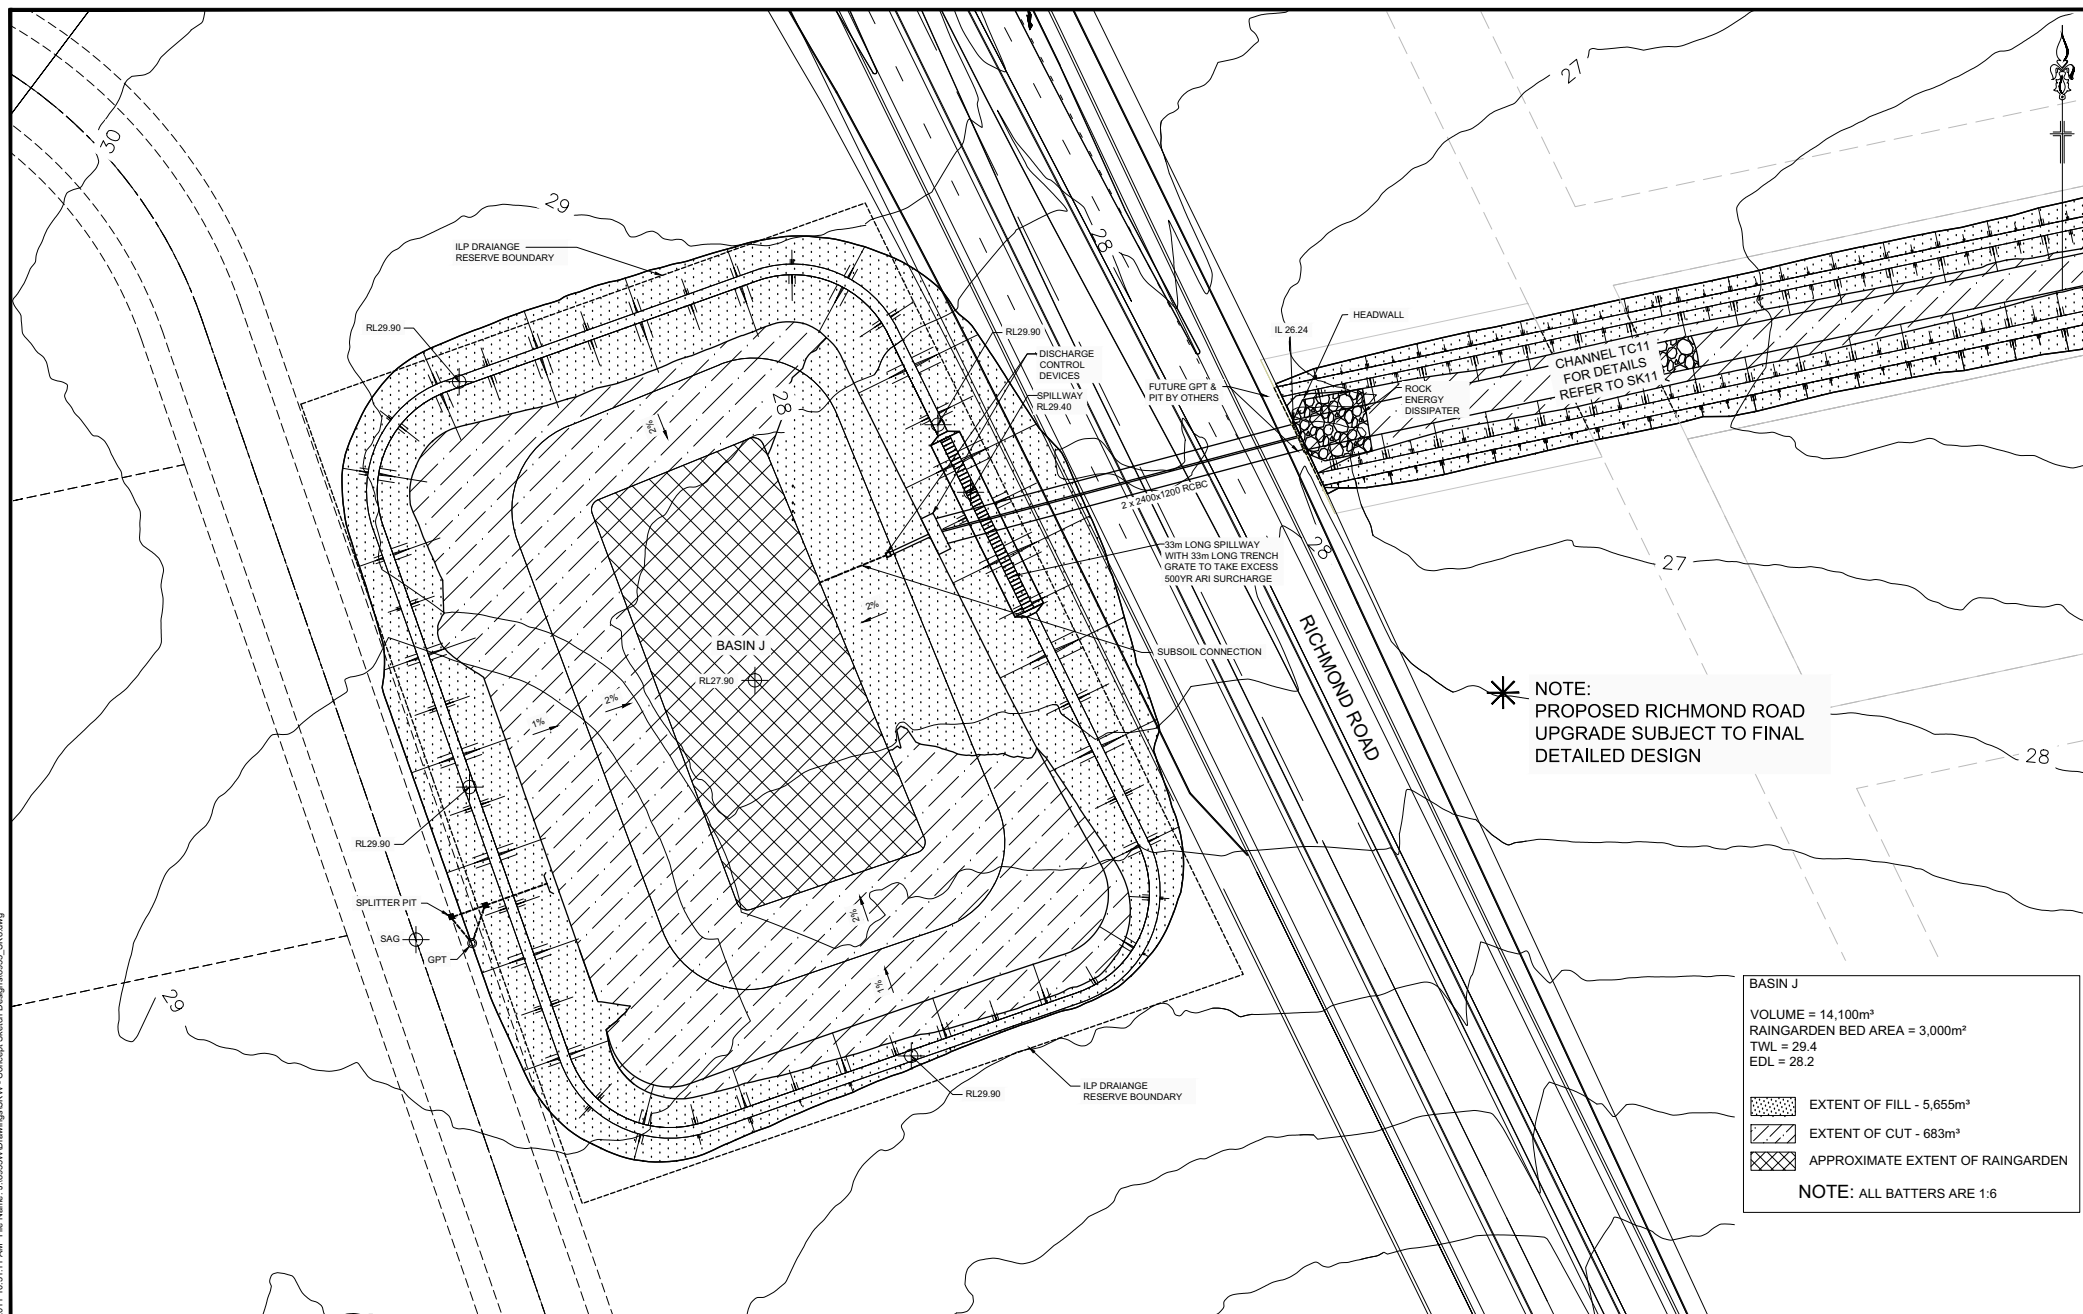 30
29
ILP DRAIANGE
RESERVE BOUNDARY
RL29.90
28
2%
RL29.90
DISCHARGE
CONTROL
DEVICES
SPILLWAY
RL29.40
28
27
IL 26.24
HEADWALL
FUTURE GPT &
PIT BY OTHERS
ROCK
ENERGY
DISSIPATER
CHANNEL TC11
FOR DETAILS
REFER TO SK11
2 x 2400x1200 RCBC
33m LONG SPILLWAY
WITH 33m LONG TRENCH
GRATE TO TAKE EXCESS
500YR ARI SURCHARGE
28
27
2%
SUBSOIL CONNECTION
BASIN J
RL27.90
RICHMOND ROAD
NOTE:
PROPOSED RICHMOND ROAD
UPGRADE SUBJECT TO FINAL
DETAILED DESIGN
28
1%
2%
RL29.90
SPLITTER PIT
SAG
GPT
2%
1%
29
RL29.90
ILP DRAIANGE
RESERVE BOUNDARY
BASIN J
VOLUME = 14,100m³
RAINGARDEN BED AREA = 3,000m²
TWL = 29.4
EDL = 28.2
EXTENT OF FILL - 5,655m³
EXTENT OF CUT - 683m³
APPROXIMATE EXTENT OF RAINGARDEN
NOTE: ALL BATTERS ARE 1:6